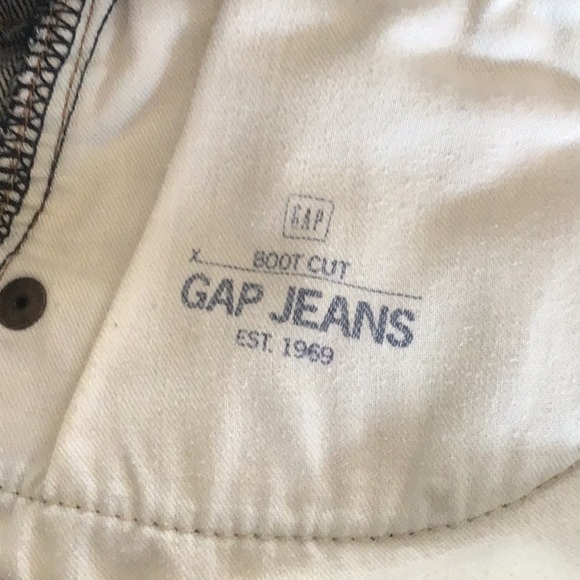 GAP
X BOOT CUT
GAP JEANS
EST. 1969